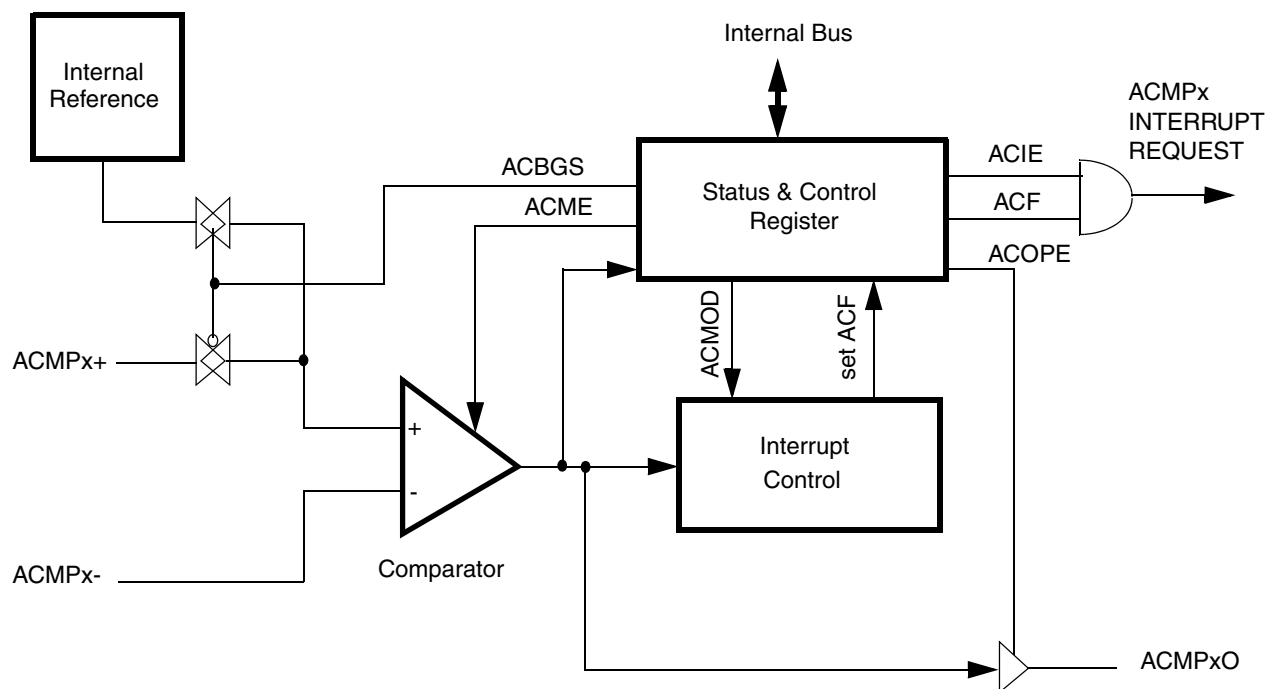 Internal Bus
Internal
Reference
ACMPx
INTERRUPT
REQUEST
ACBGS
ACME
Status & Control
Register
ACIE
ACF
ACOPE
ACMOD
set ACF
ACMPx+
+
-
Interrupt
Control
Comparator
ACMPx-
ACMPxO